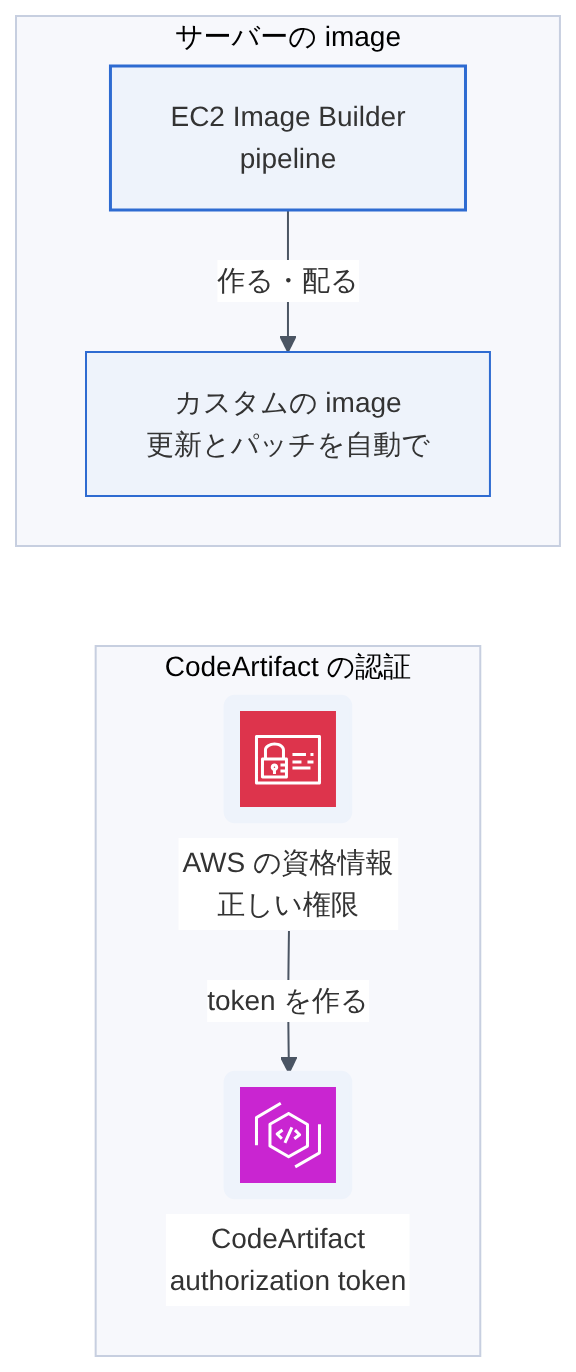 サーバーの image
EC2 Image Builder
pipeline
作る・配る
カスタムの image
更新とパッチを自動で
CodeArtifact の認証
AWS の資格情報
正しい権限
token を作る
CodeArtifact
authorization token